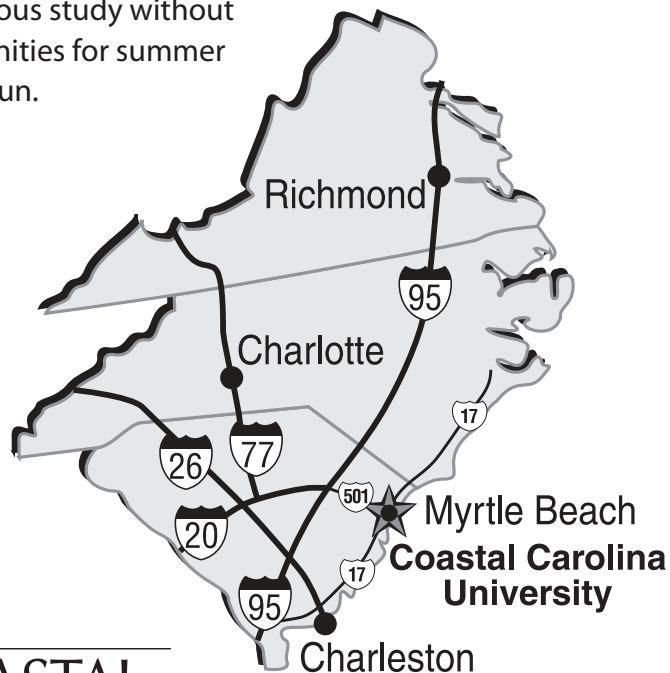 ous study without
nities for summer
un.
Richmond
95
Charlotte
17
77
26
501
Myrtle Beach
20
Coastal Carolina
University
17
95
Charleston